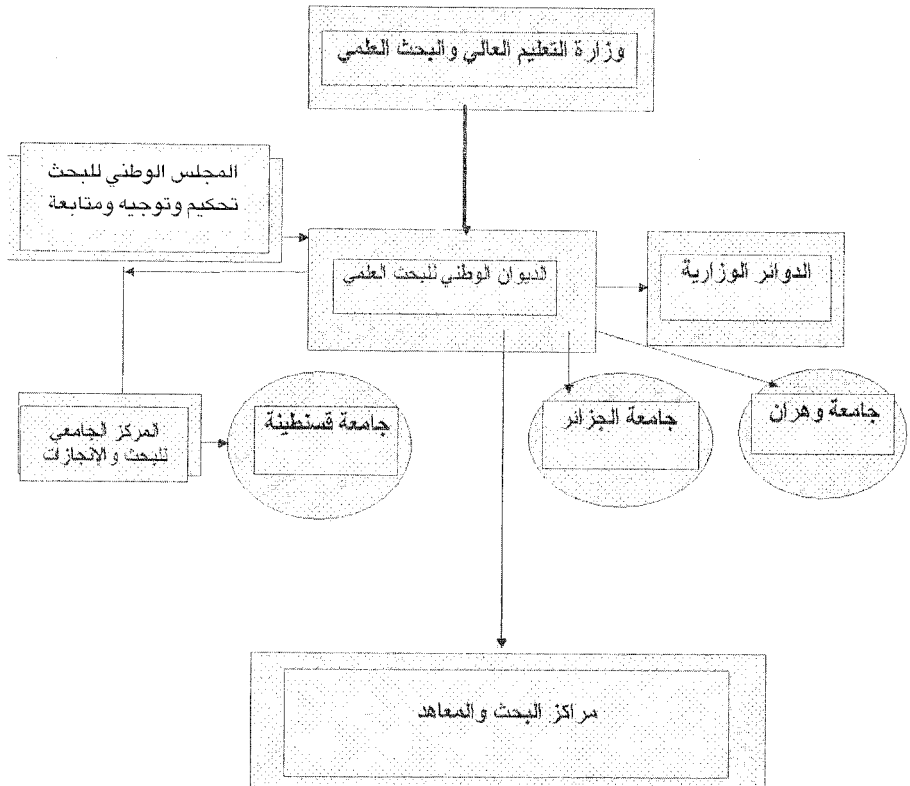 وزارة التعليم العالي والبحث العلمي
المجلس الوطني للبحث
تحكيم وتوجيه ومتابعة
الديوان الوطني للبحث العلمي
الدوائر الوزارية
المركز الجامعي
للبحث والانجازات
جامعة قسنطينة
جامعة الجزائر
جامعة وهران
مراكز البحث والمعاهد